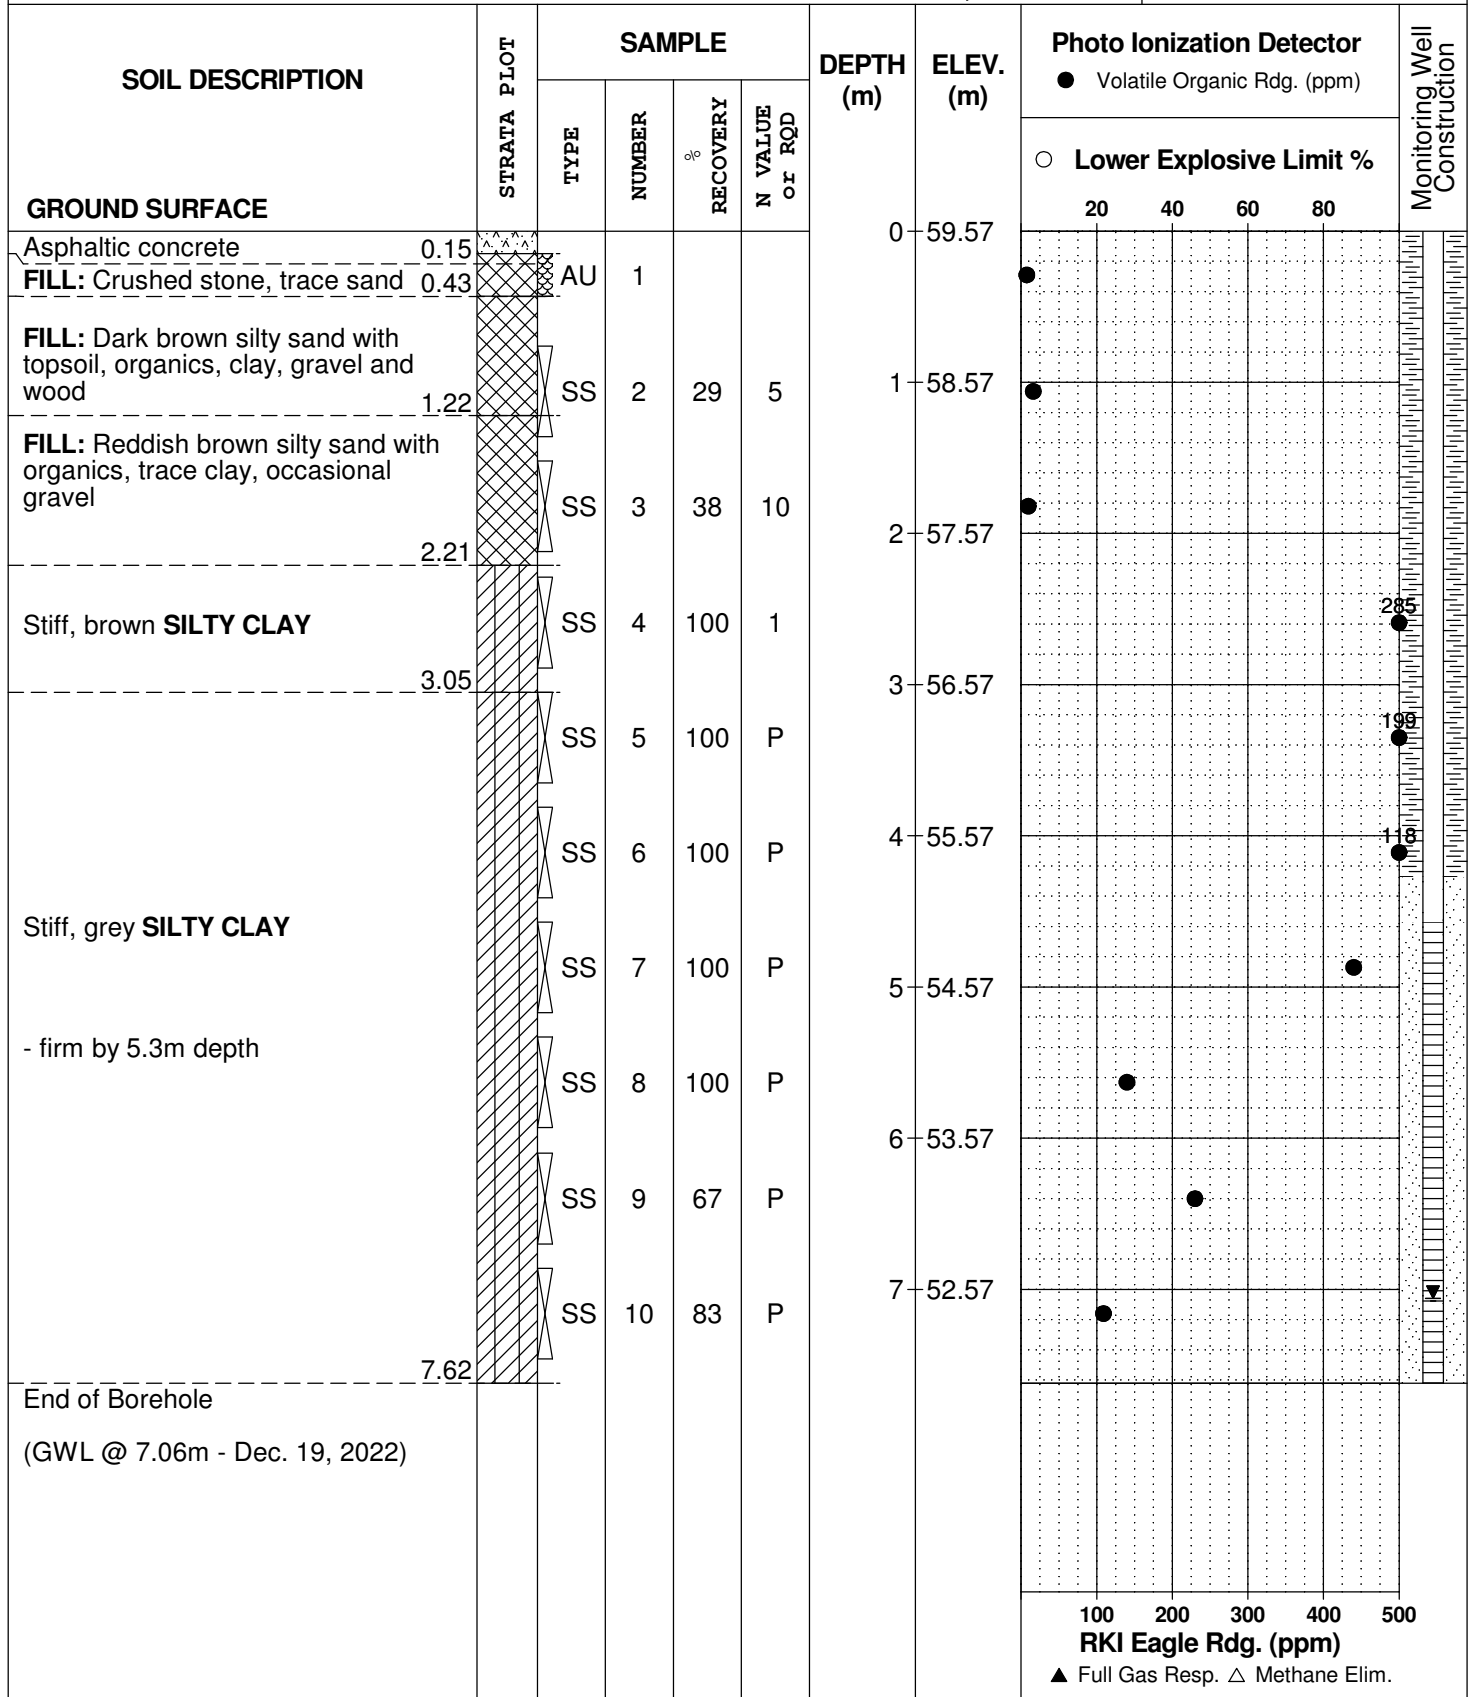 SOIL DESCRIPTION
GROUND SURFACE
STRATA PLOT
SAMPLE
TYPE
NUMBER
%
RECOVERY
N VALUE
or RQD
DEPTH
(m)
ELEV.
(m)
Photo Ionization Detector
● Volatile Organic Rdg. (ppm)
○ Lower Explosive Limit %
20 40 60 80
Monitoring Well
Construction
0 59.57
Asphaltic concrete 0.15
FILL: Crushed stone, trace sand 0.43
AU 1
FILL: Dark brown silty sand with
topsoil, organics, clay, gravel and
wood
1.22
SS 2 29 5
1 58.57
FILL: Reddish brown silty sand with
organics, trace clay, occasional
gravel
2.21
SS 3 38 10
2 57.57
Stiff, brown SILTY CLAY
3.05
SS 4 100 1
285
3 56.57
SS 5 100 P
199
4 55.57
118
SS 6 100 P
Stiff, grey SILTY CLAY
SS 7 100 P
5 54.57
- firm by 5.3m depth
SS 8 100 P
6 53.57
SS 9 67 P
7 52.57
SS 10 83 P
7.62
End of Borehole
(GWL @ 7.06m - Dec. 19, 2022)
100 200 300 400 500
RKI Eagle Rdg. (ppm)
▲ Full Gas Resp. △ Methane Elim.